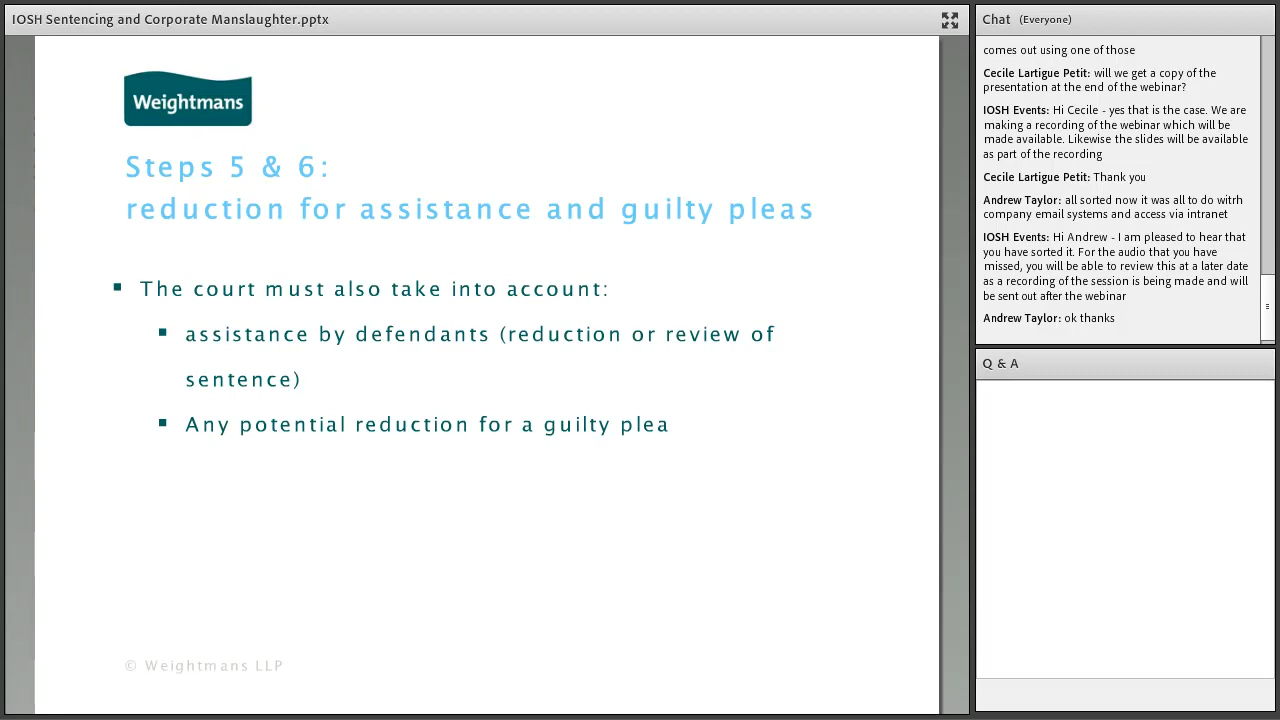 IOSH Sentencing and Corporate Manslaughter.pptx
Weightmans
Steps 5 & 6:
reduction for assistance and guilty pleas
The court must also take into account:
assistance by defendants (reduction or review of
sentence)
Any potential reduction for a guilty plea
© Weightmans LLP
Chat (Everyone)
comes out using one of those
Cecile Lartigue Petit: will we get a copy of the
presentation at the end of the webinar?
IOSH Events: Hi Cecile - yes that is the case. We are
making a recording of the webinar which will be
made available. Likewise the slides will be available
as part of the recording
Cecile Lartigue Petit: Thank you
Andrew Taylor: all sorted now it was all to do witrh
company email systems and access via intranet
IOSH Events: Hi Andrew - I am pleased to hear that
you have sorted it. For the audio that you have
missed, you will be able to review this at a later date
as a recording of the session is being made and will
be sent out after the webinar
Andrew Taylor: ok thanks
Q & A